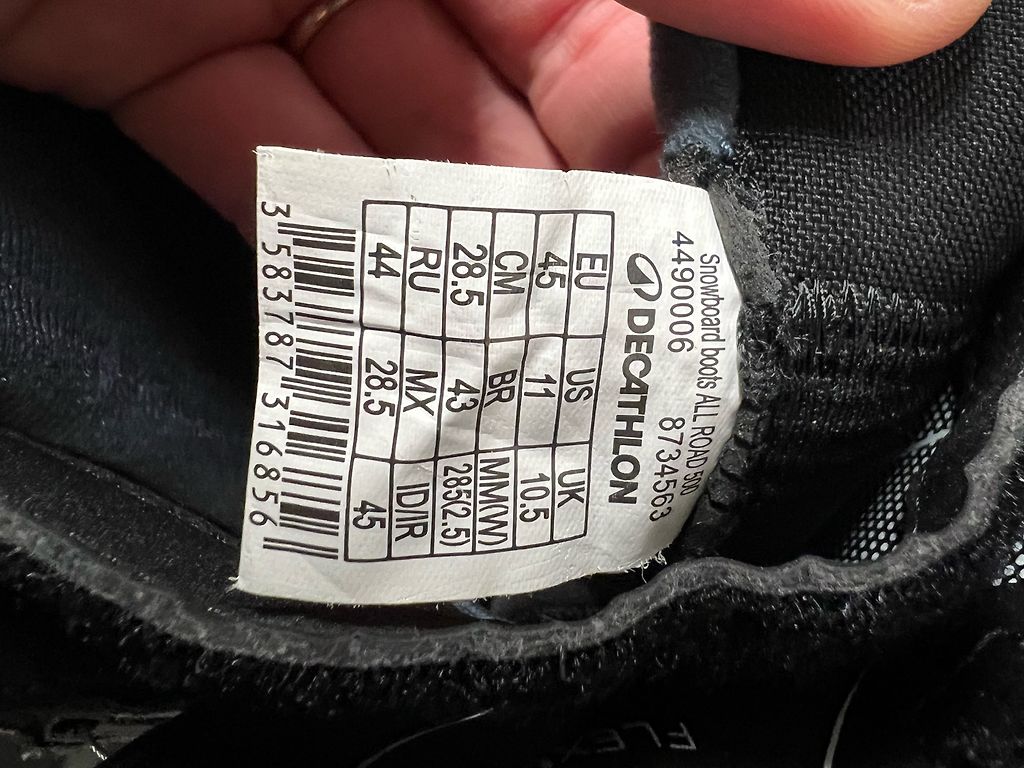 Snowboard boots ALL ROAD 500
4490006 8734563
DECATHLON
EU US UK
45 11 10.5
CM BR MM(W)
28.5 43 285(2.5)
RU MX ID/IR
44 28.5 45
3 583787 316856
FLEX